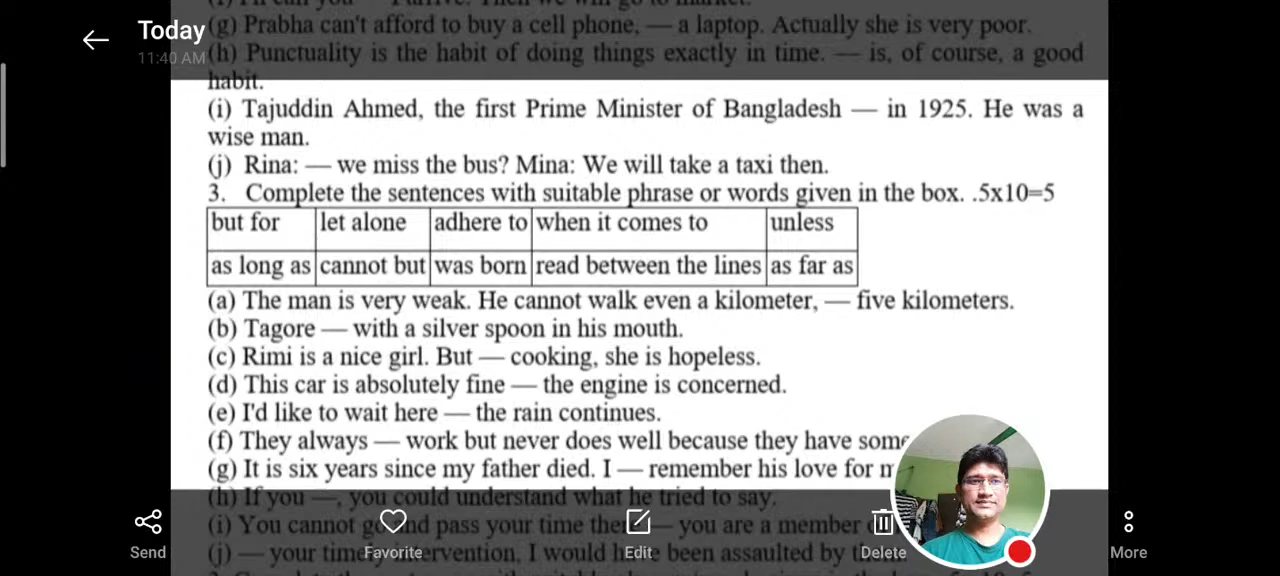 Today
11:40 AM
(g) Prabha can't afford to buy a cell phone, — a laptop. Actually she is very poor.
(h) Punctuality is the habit of doing things exactly in time. — is, of course, a good
habit.
(i) Tajuddin Ahmed, the first Prime Minister of Bangladesh — in 1925. He was a
wise man.
(j) Rina: — we miss the bus? Mina: We will take a taxi then.
3. Complete the sentences with suitable phrase or words given in the box. .5x10=5
but for let alone adhere to when it comes to unless
as long as cannot but was born read between the lines as far as
(a) The man is very weak. He cannot walk even a kilometer, — five kilometers.
(b) Tagore — with a silver spoon in his mouth.
(c) Rimi is a nice girl. But — cooking, she is hopeless.
(d) This car is absolutely fine — the engine is concerned.
(e) I'd like to wait here — the rain continues.
(f) They always — work but never does well because they have some
(g) It is six years since my father died. I — remember his love for
(h) If you —, you could understand what he tried to say.
(i) You cannot go and pass your time there — you are a member
(j) — your timely intervention, I would have been assaulted by
Send Favorite Edit Delete More